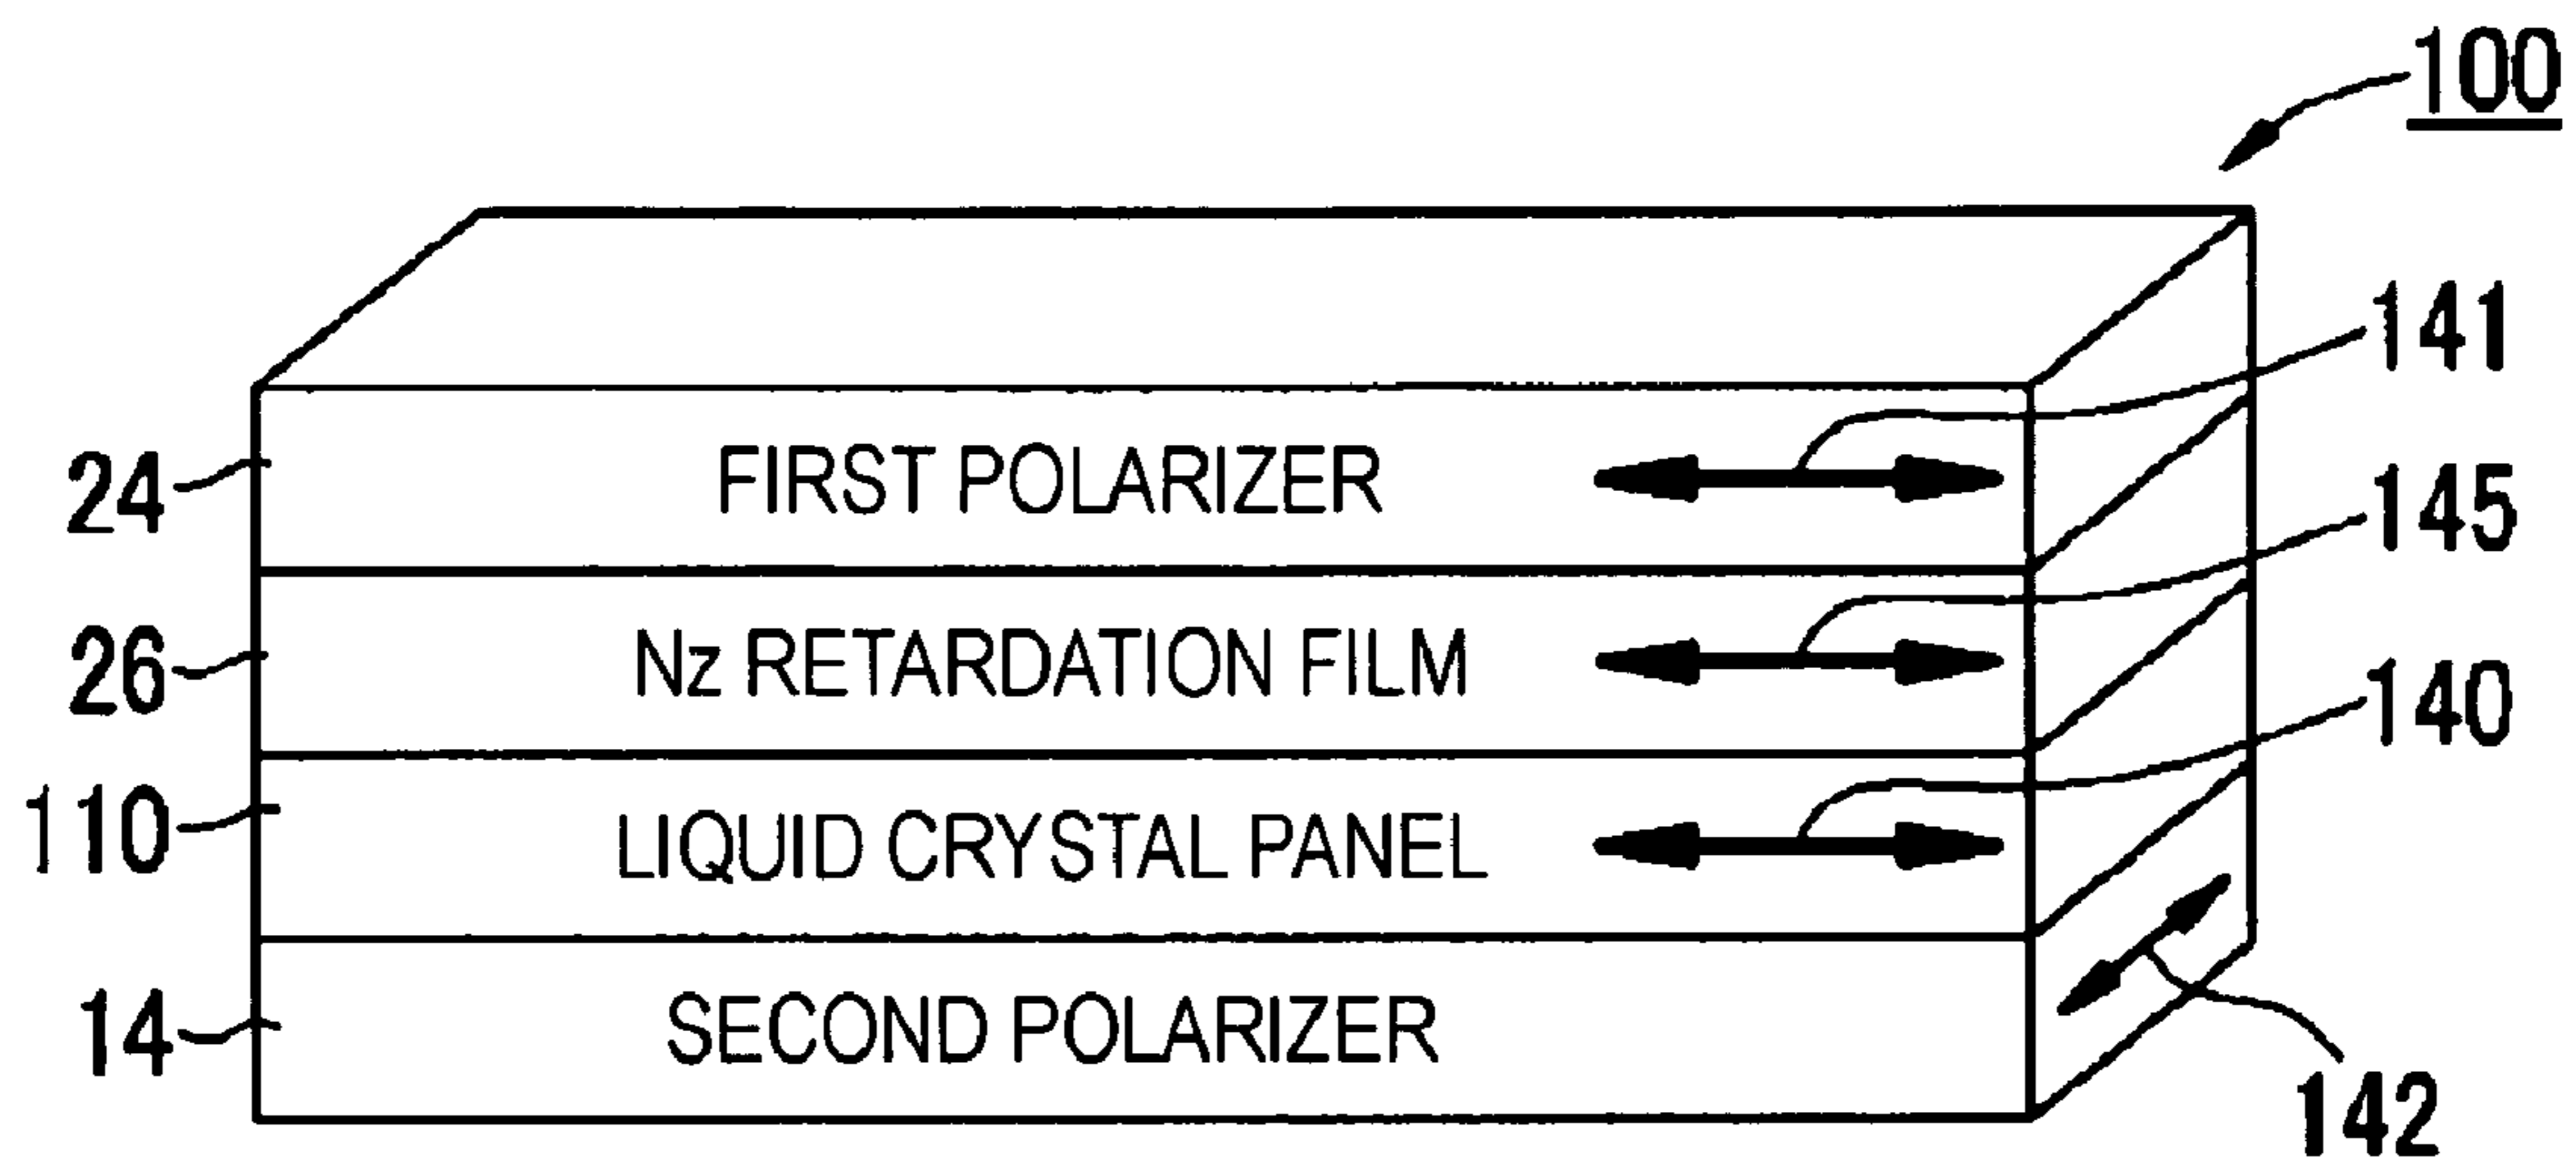 100
141
24 FIRST POLARIZER
145
26 Nz RETARDATION FILM
140
110 LIQUID CRYSTAL PANEL
14 SECOND POLARIZER
142